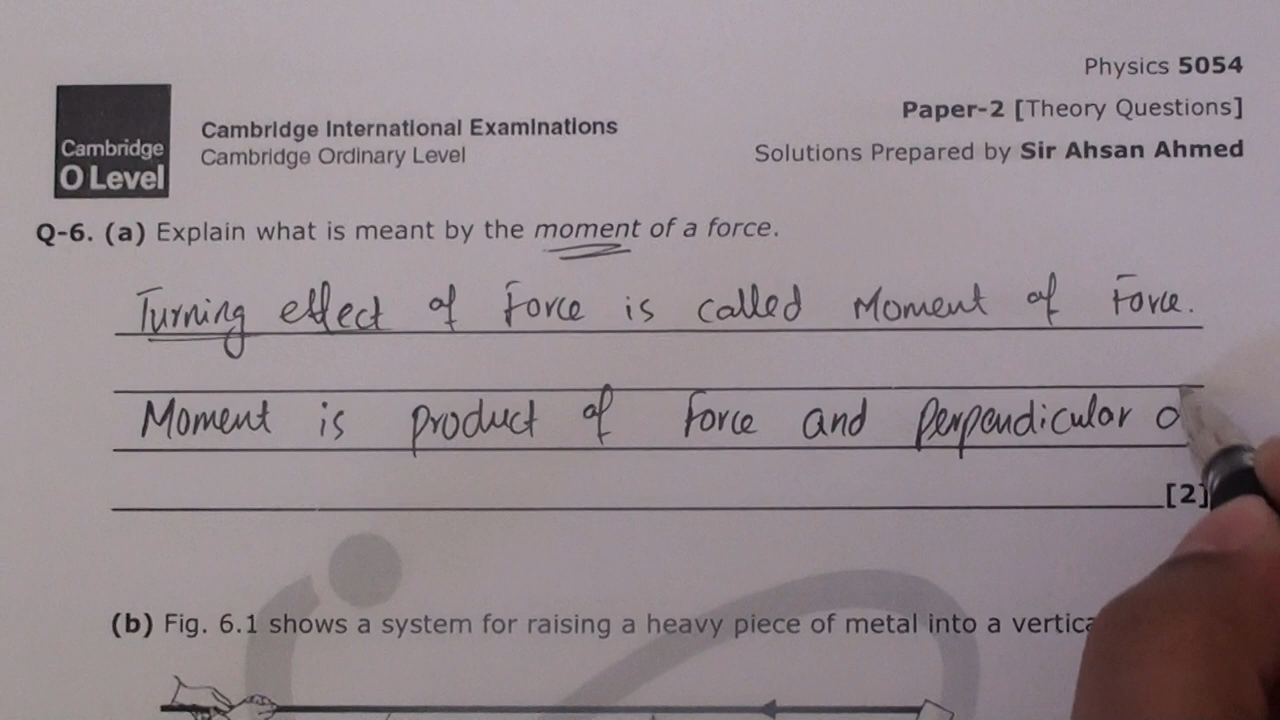 Physics 5054
Paper-2 [Theory Questions]
Solutions Prepared by Sir Ahsan Ahmed
Cambridge
O Level
Cambridge International Examinations
Cambridge Ordinary Level
Q-6. (a) Explain what is meant by the moment of a force.
Turning effect of Force is called Moment of Force.
Moment is product of Force and perpendicular
[2]
(b) Fig. 6.1 shows a system for raising a heavy piece of metal into a